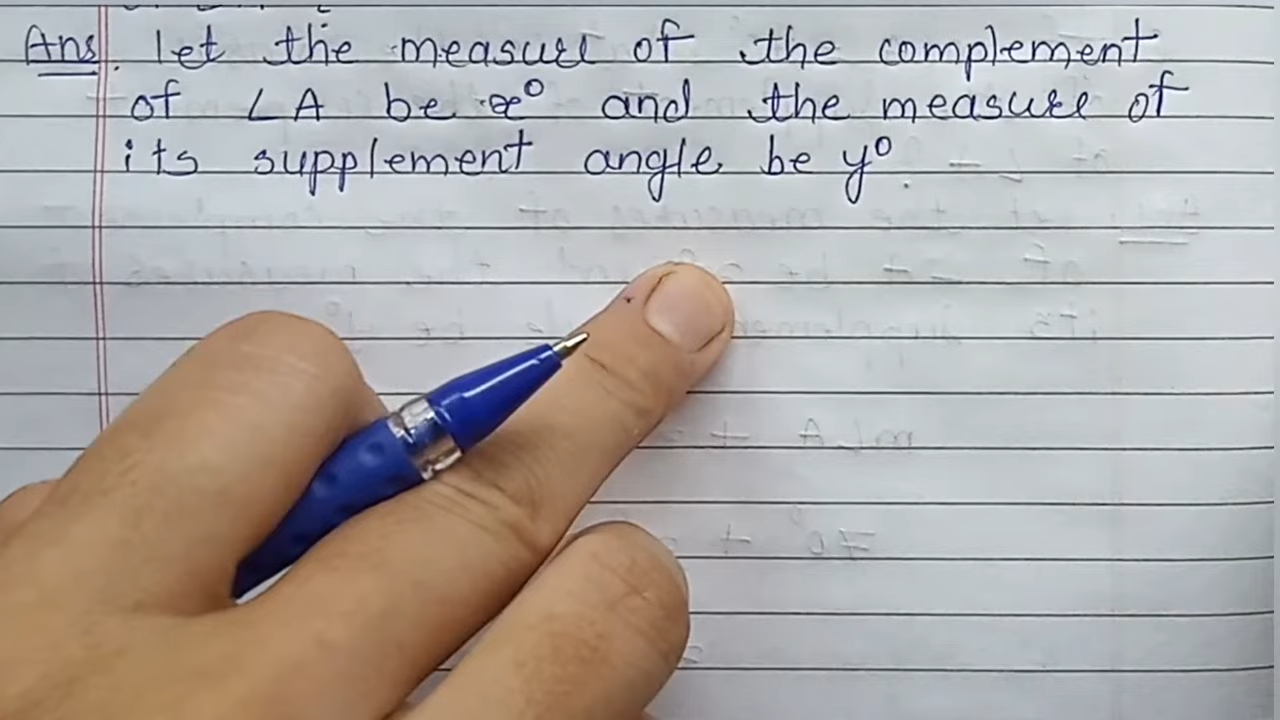 Ans. let the measure of the complement
of ∠A be x° and the measure of
its supplement angle be y°.